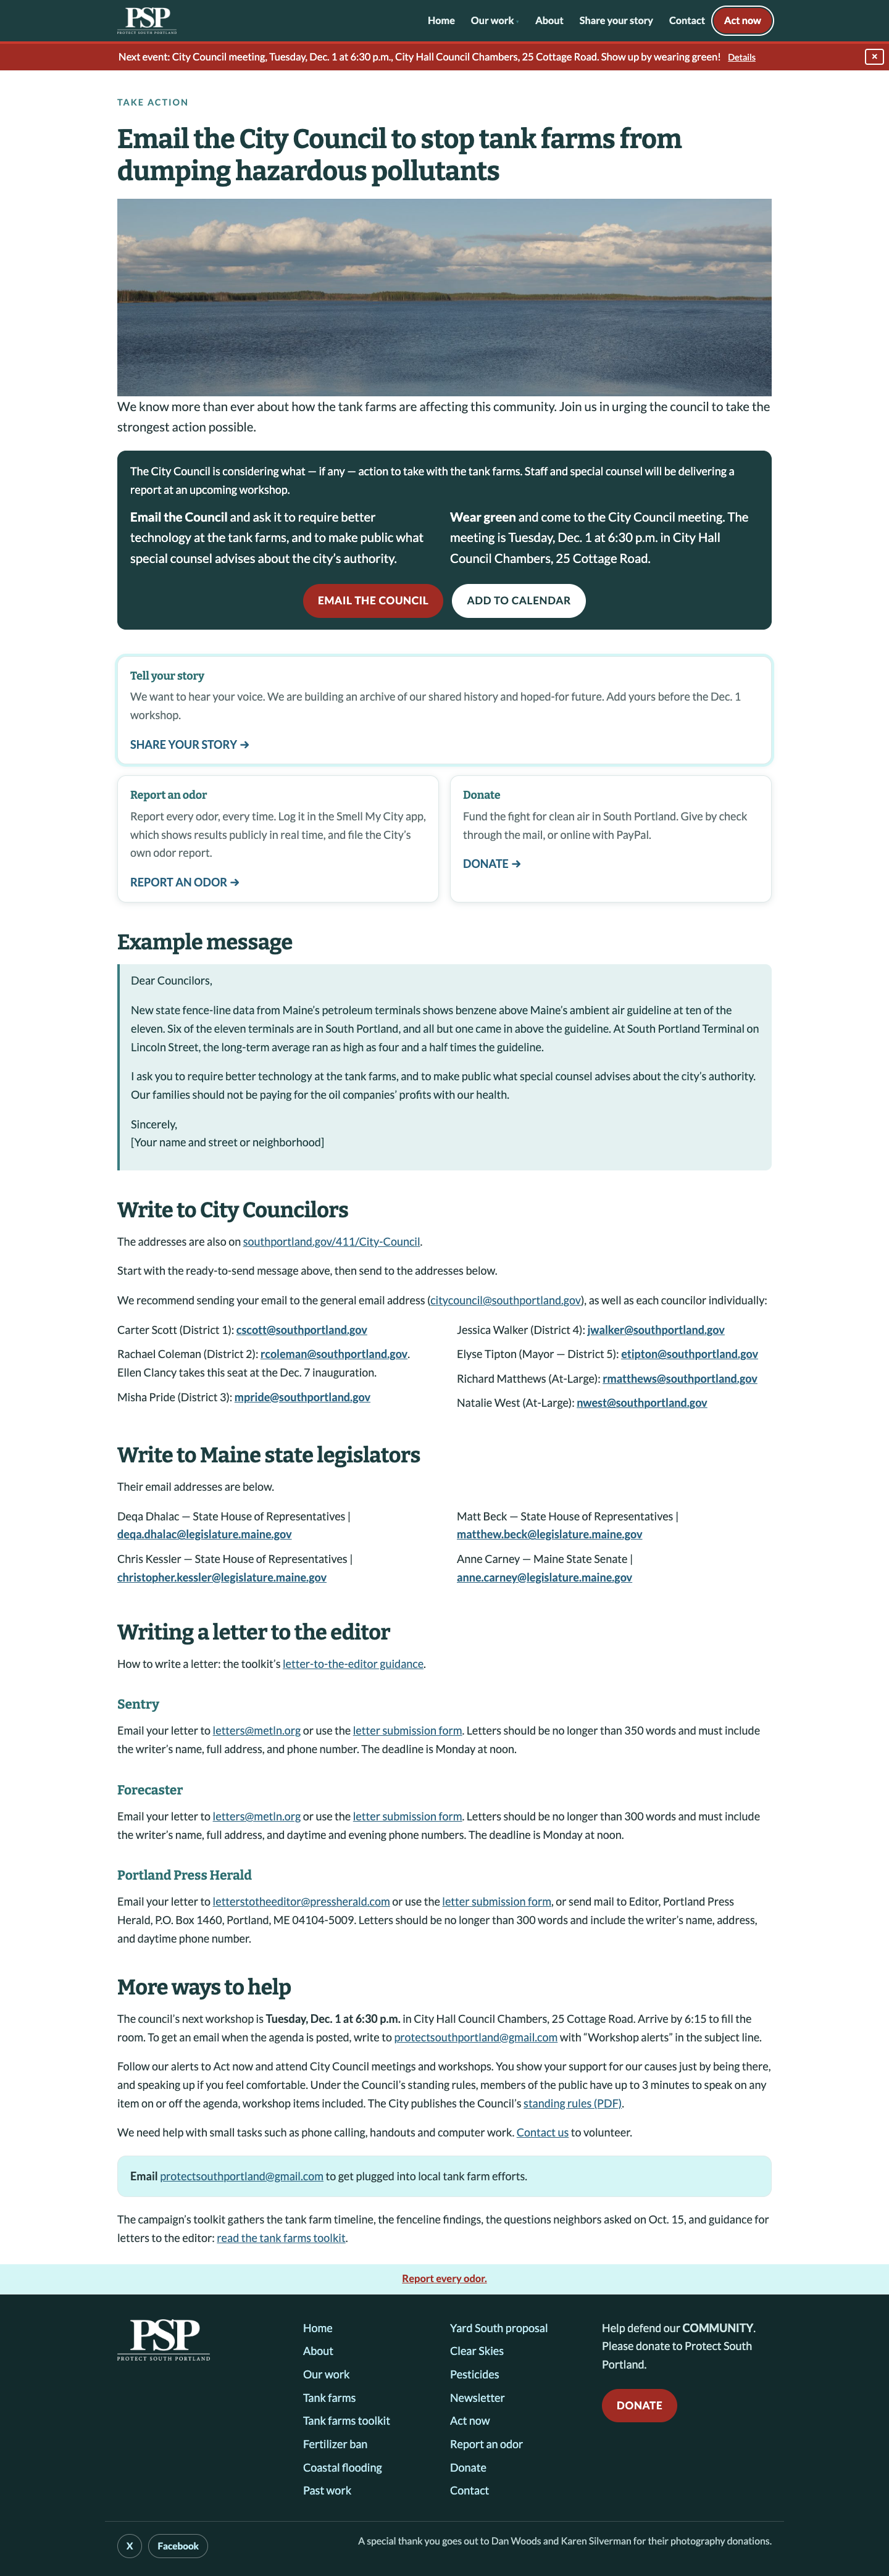 PSP
PROTECT SOUTH PORTLAND
Home Our work About Share your story Contact Act now
Next event: City Council meeting, Tuesday, Dec. 1 at 6:30 p.m., City Hall Council Chambers, 25 Cottage Road. Show up by wearing green! Details
×
TAKE ACTION
Email the City Council to stop tank farms from
dumping hazardous pollutants
We know more than ever about how the tank farms are affecting this community. Join us in urging the council to take the
strongest action possible.
The City Council is considering what — if any — action to take with the tank farms. Staff and special counsel will be delivering a
report at an upcoming workshop.
Email the Council and ask it to require better
technology at the tank farms, and to make public what
special counsel advises about the city's authority.
Wear green and come to the City Council meeting. The
meeting is Tuesday, Dec. 1 at 6:30 p.m. in City Hall
Council Chambers, 25 Cottage Road.
EMAIL THE COUNCIL
ADD TO CALENDAR
Tell your story
We want to hear your voice. We are building an archive of our shared history and hoped-for future. Add yours before the Dec. 1
workshop.
SHARE YOUR STORY →
Report an odor
Report every odor, every time. Log it in the Smell My City app,
which shows results publicly in real time, and file the City's
own odor report.
REPORT AN ODOR →
Donate
Fund the fight for clean air in South Portland. Give by check
through the mail, or online with PayPal.
DONATE →
Example message
Dear Councilors,
New state fence-line data from Maine's petroleum terminals shows benzene above Maine's ambient air guideline at ten of the
eleven. Six of the eleven terminals are in South Portland, and all but one came in above the guideline. At South Portland Terminal on
Lincoln Street, the long-term average ran as high as four and a half times the guideline.
I ask you to require better technology at the tank farms, and to make public what special counsel advises about the city's authority.
Our families should not be paying for the oil companies' profits with our health.
Sincerely,
[Your name and street or neighborhood]
Write to City Councilors
The addresses are also on southportland.gov/411/City-Council.
Start with the ready-to-send message above, then send to the addresses below.
We recommend sending your email to the general email address (citycouncil@southportland.gov), as well as each councilor individually:
Carter Scott (District 1): cscott@southportland.gov
Rachael Coleman (District 2): rcoleman@southportland.gov.
Ellen Clancy takes this seat at the Dec. 7 inauguration.
Misha Pride (District 3): mpride@southportland.gov
Jessica Walker (District 4): jwalker@southportland.gov
Elyse Tipton (Mayor — District 5): etipton@southportland.gov
Richard Matthews (At-Large): rmatthews@southportland.gov
Natalie West (At-Large): nwest@southportland.gov
Write to Maine state legislators
Their email addresses are below.
Deqa Dhalac — State House of Representatives |
deqa.dhalac@legislature.maine.gov
Chris Kessler — State House of Representatives |
christopher.kessler@legislature.maine.gov
Matt Beck — State House of Representatives |
matthew.beck@legislature.maine.gov
Anne Carney — Maine State Senate |
anne.carney@legislature.maine.gov
Writing a letter to the editor
How to write a letter: the toolkit's letter-to-the-editor guidance.
Sentry
Email your letter to letters@metln.org or use the letter submission form. Letters should be no longer than 350 words and must include
the writer's name, full address, and phone number. The deadline is Monday at noon.
Forecaster
Email your letter to letters@metln.org or use the letter submission form. Letters should be no longer than 300 words and must include
the writer's name, full address, and daytime and evening phone numbers. The deadline is Monday at noon.
Portland Press Herald
Email your letter to letterstotheeditor@pressherald.com or use the letter submission form, or send mail to Editor, Portland Press
Herald, P.O. Box 1460, Portland, ME 04104-5009. Letters should be no longer than 300 words and include the writer's name, address,
and daytime phone number.
More ways to help
The council's next workshop is Tuesday, Dec. 1 at 6:30 p.m. in City Hall Council Chambers, 25 Cottage Road. Arrive by 6:15 to fill the
room. To get an email when the agenda is posted, write to protectsouthportland@gmail.com with "Workshop alerts" in the subject line.
Follow our alerts to Act now and attend City Council meetings and workshops. You show your support for our causes just by being there,
and speaking up if you feel comfortable. Under the Council's standing rules, members of the public have up to 3 minutes to speak on any
item on or off the agenda, workshop items included. The City publishes the Council's standing rules (PDF).
We need help with small tasks such as phone calling, handouts and computer work. Contact us to volunteer.
Email protectsouthportland@gmail.com to get plugged into local tank farm efforts.
The campaign's toolkit gathers the tank farm timeline, the fenceline findings, the questions neighbors asked on Oct. 15, and guidance for
letters to the editor: read the tank farms toolkit.
Report every odor.
PSP
PROTECT SOUTH PORTLAND
Home
About
Our work
Tank farms
Tank farms toolkit
Fertilizer ban
Coastal flooding
Past work
Yard South proposal
Clear Skies
Pesticides
Newsletter
Act now
Report an odor
Donate
Contact
Help defend our COMMUNITY.
Please donate to Protect South
Portland.
DONATE
X
Facebook
A special thank you goes out to Dan Woods and Karen Silverman for their photography donations.